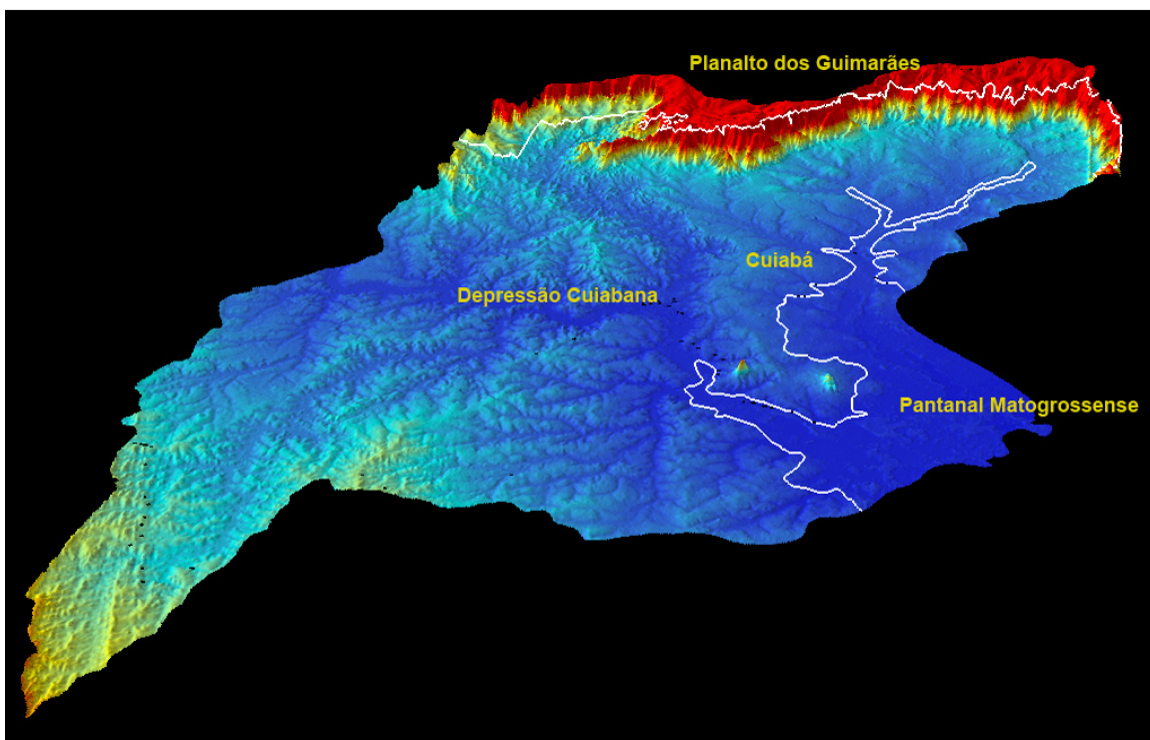 Planalto dos Guimarães
Cuiabá
Depressão Cuiabana
Pantanal Matogrossense